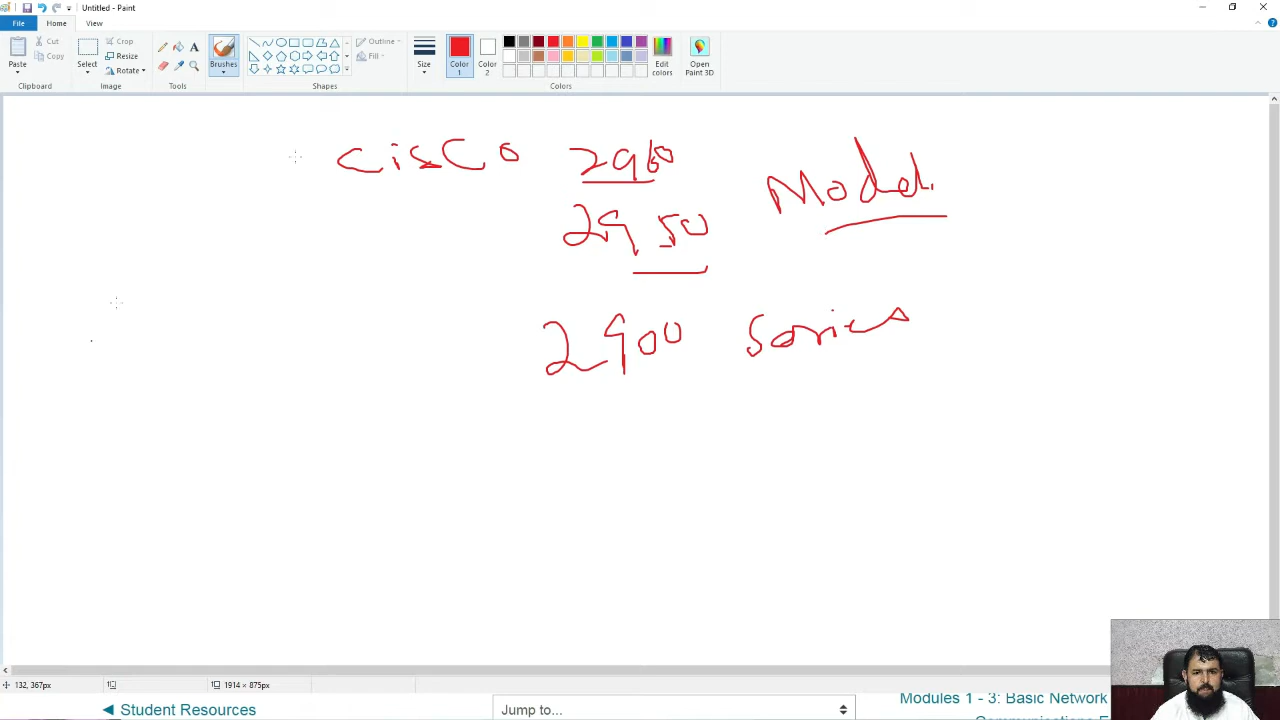 Untitled - Paint
File Home View
Paste Cut Copy Select Crop Resize Rotate Brushes Outline Fill Size Color 1 Color 2 Edit colors Open Paint 3D
Clipboard Image Tools Shapes Colors
Cisco 2960
Model
2950
2900 Series
132, 367px 1914 × 875px
Student Resources Jump to... Modules 1 - 3: Basic Network